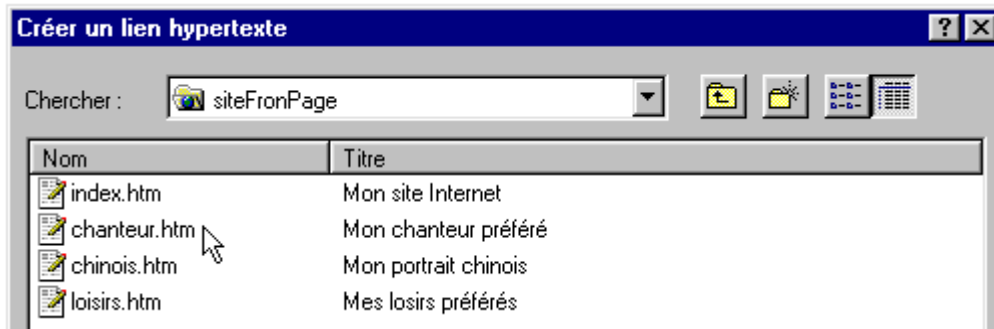 Créer un lien hypertexte
Chercher : siteFronPage
Nom Titre
index.htm Mon site Internet
chanteur.htm Mon chanteur préféré
chinois.htm Mon portrait chinois
loisirs.htm Mes losirs préférés